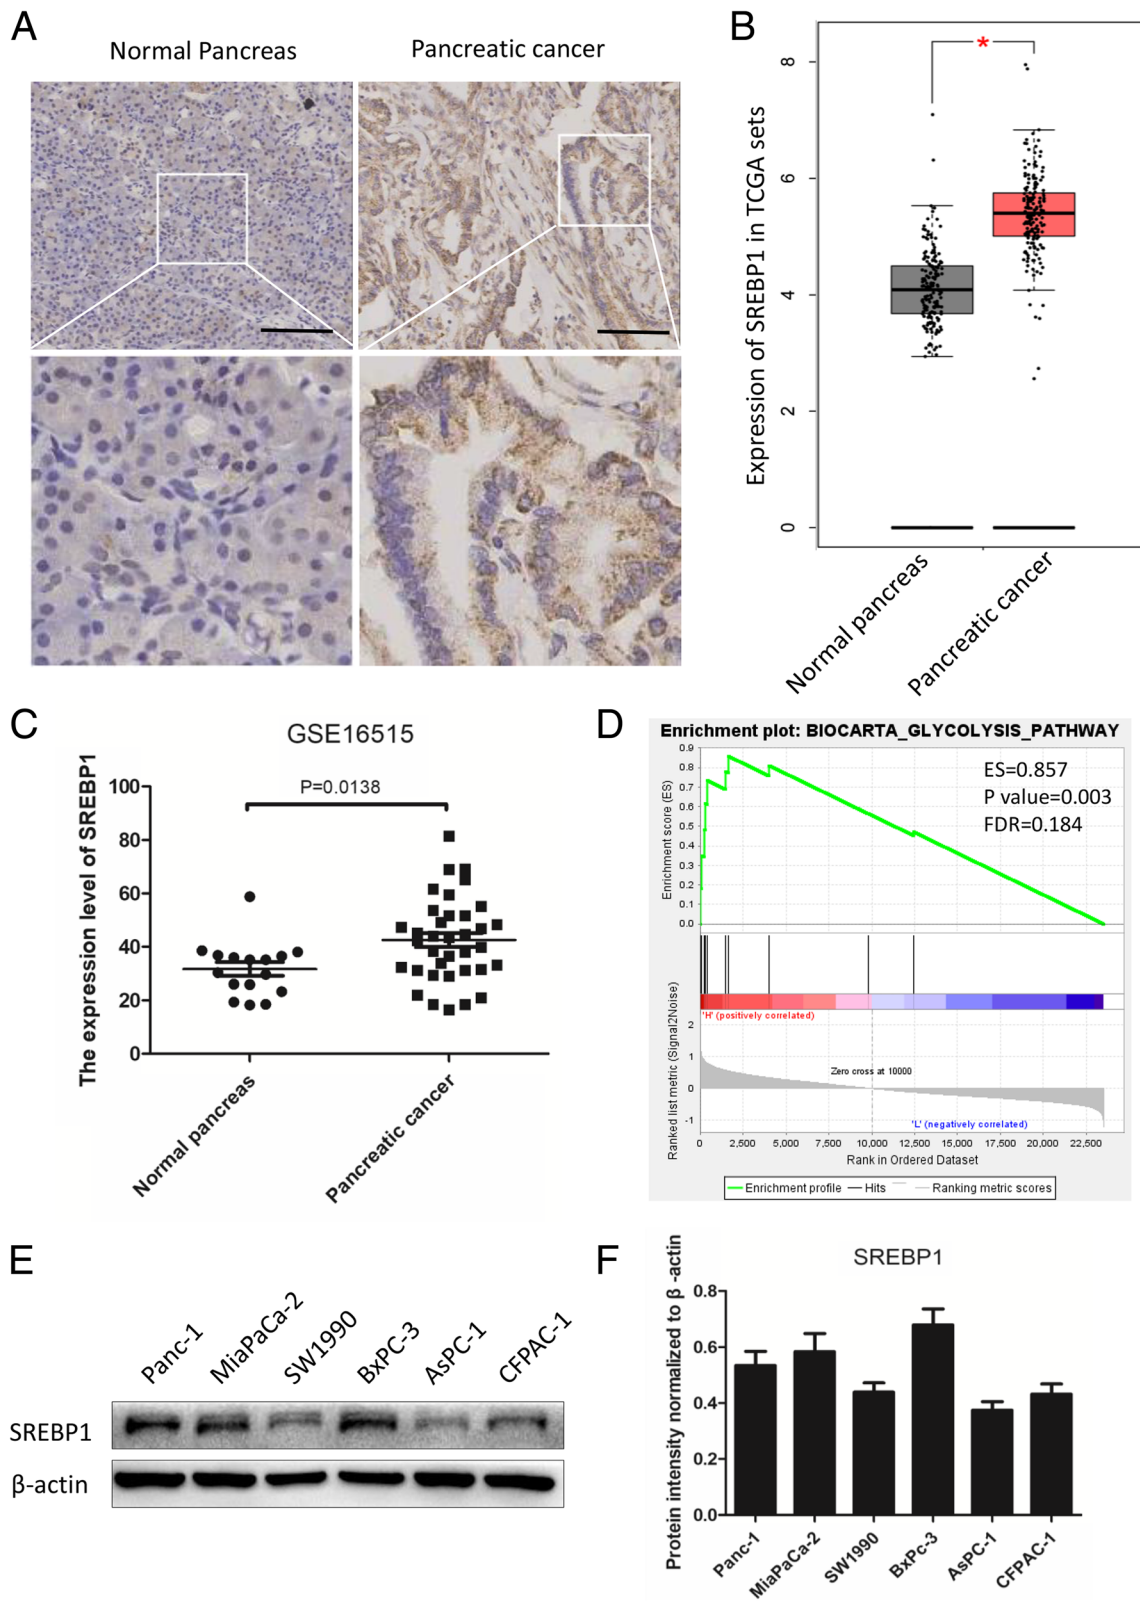 A
Normal Pancreas
Pancreatic cancer
B
Expression of SREBP1 in TCGA sets
8
6
4
2
0
*
Normal pancreas
Pancreatic cancer
C
GSE16515
P=0.0138
The expression level of SREBP1
100
80
60
40
20
0
Normal pancreas
Pancreatic cancer
D
Enrichment plot: BIOCARTA_GLYCOLYSIS_PATHWAY
ES=0.857
P value=0.003
FDR=0.184
Enrichment score (ES)
0.9
0.8
0.7
0.6
0.5
0.4
0.3
0.2
0.1
0.0
'H' (positively correlated)
Ranked list metric (Signal2Noise)
2
1
0
-1
Zero cross at 10000
'L' (negatively correlated)
0 2,500 5,000 7,500 10,000 12,500 15,000 17,500 20,000 22,500
Rank in Ordered Dataset
Enrichment profile Hits Ranking metric scores
E
Panc-1 MiaPaCa-2 SW1990 BxPC-3 AsPC-1 CFPAC-1
SREBP1
β-actin
F
SREBP1
Protein intensity normalized to β -actin
0.8
0.6
0.4
0.2
0.0
Panc-1 MiaPaCa-2 SW1990 BxPc-3 AsPC-1 CFPAC-1